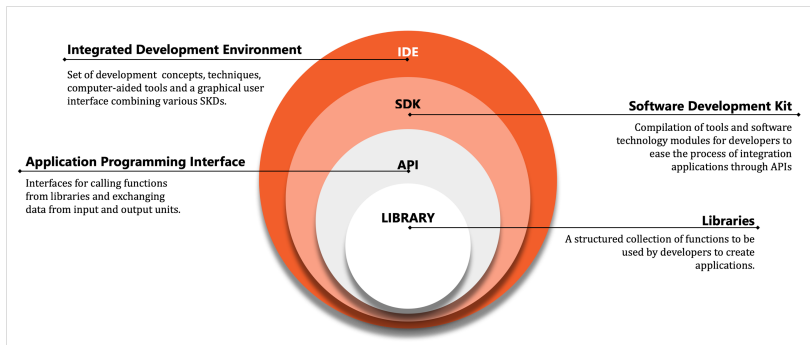 Integrated Development Environment
Set of development concepts, techniques,
computer-aided tools and a graphical user
interface combining various SKDs.
IDE
SDK
Software Development Kit
Compilation of tools and software
technology modules for developers to
ease the process of integration
applications through APIs
Application Programming Interface
Interfaces for calling functions
from libraries and exchanging
data from input and output units.
API
LIBRARY
Libraries
A structured collection of functions to be
used by developers to create
applications.